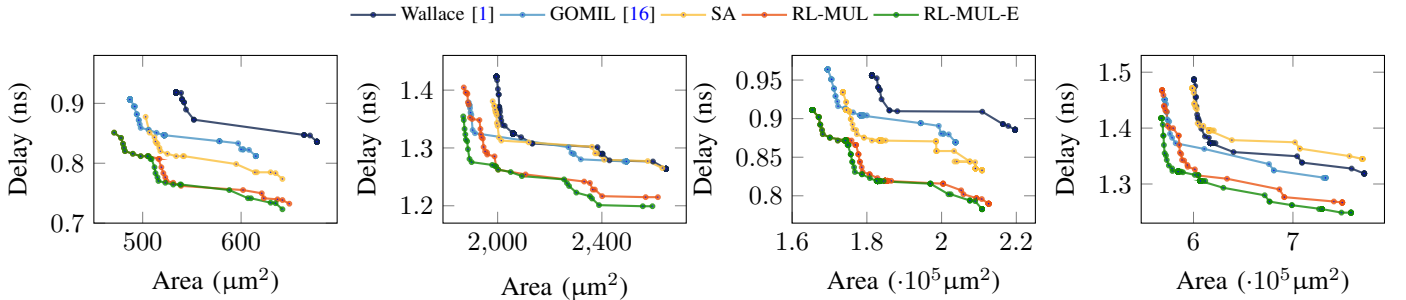 Wallace [1] GOMIL [16] SA RL-MUL RL-MUL-E
Delay (ns)
0.9
0.8
0.7
500 600
Area (μm²)
Delay (ns)
1.4
1.3
1.2
2,000 2,400
Area (μm²)
Delay (ns)
0.95
0.9
0.85
0.8
1.6 1.8 2 2.2
Area (·10⁵μm²)
Delay (ns)
1.5
1.4
1.3
6 7
Area (·10⁵μm²)